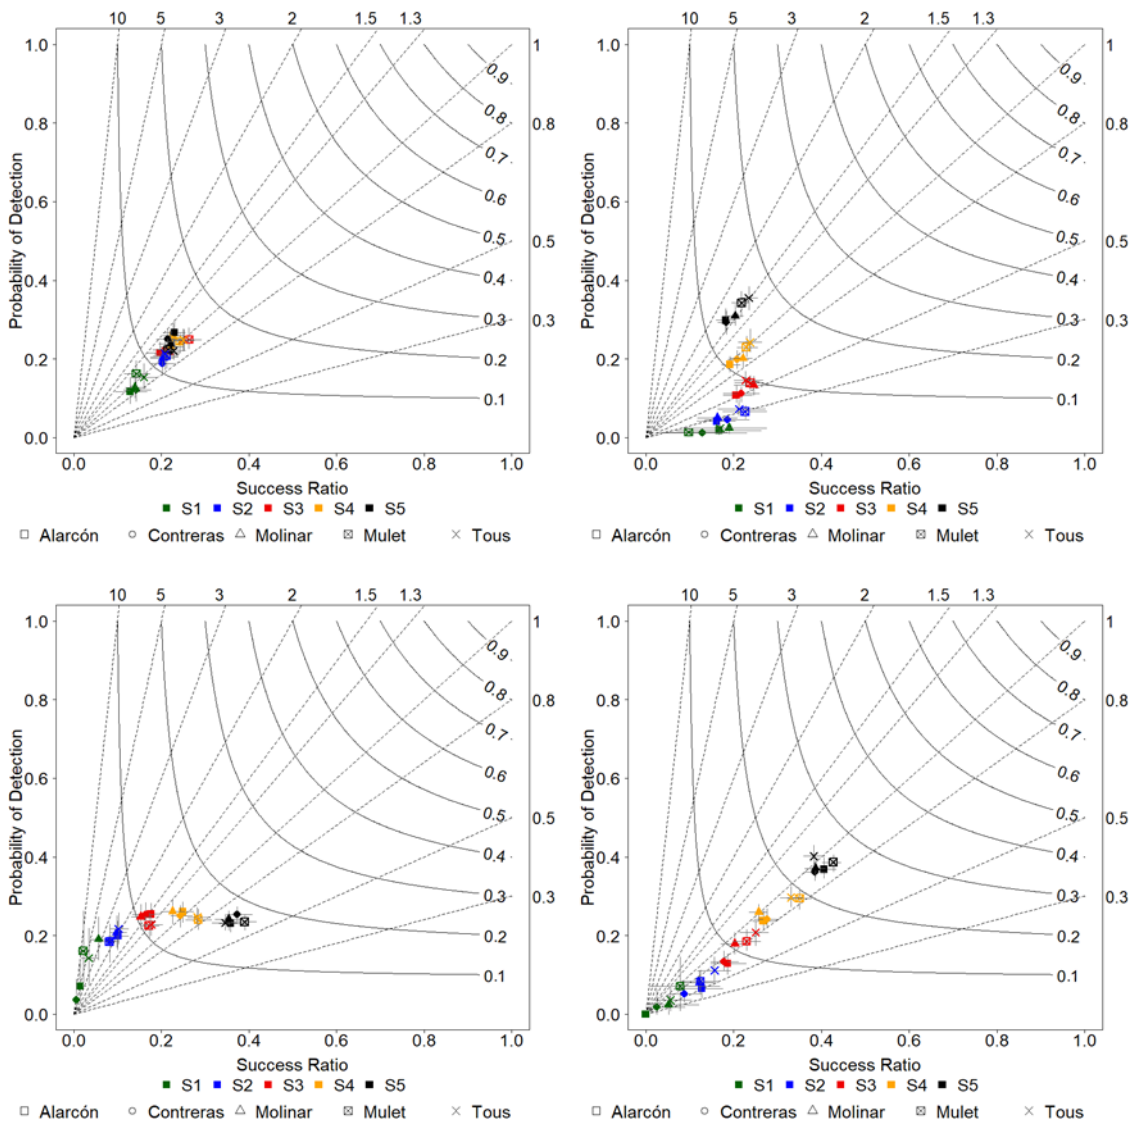 10 5 3 2 1.5 1.3
1.0 1
0.9
0.8 0.8 0.8
0.7
0.6 0.6
0.5 0.5
0.4 0.4
0.3 0.3
0.2 0.2
0.1
0.0
Probability of Detection
0.0 0.2 0.4 0.6 0.8 1.0
Success Ratio
S1 S2 S3 S4 S5
Alarcón Contreras Molinar Mulet Tous
10 5 3 2 1.5 1.3
1.0 1
0.9
0.8 0.8 0.8
0.7
0.6 0.6
0.5 0.5
0.4 0.4
0.3 0.3
0.2 0.2
0.1
0.0
Probability of Detection
0.0 0.2 0.4 0.6 0.8 1.0
Success Ratio
S1 S2 S3 S4 S5
Alarcón Contreras Molinar Mulet Tous
10 5 3 2 1.5 1.3
1.0 1
0.9
0.8 0.8 0.8
0.7
0.6 0.6
0.5 0.5
0.4 0.4
0.3 0.3
0.2 0.2
0.1
0.0
Probability of Detection
0.0 0.2 0.4 0.6 0.8 1.0
Success Ratio
S1 S2 S3 S4 S5
Alarcón Contreras Molinar Mulet Tous
10 5 3 2 1.5 1.3
1.0 1
0.9
0.8 0.8 0.8
0.7
0.6 0.6
0.5 0.5
0.4 0.4
0.3 0.3
0.2 0.2
0.1
0.0
Probability of Detection
0.0 0.2 0.4 0.6 0.8 1.0
Success Ratio
S1 S2 S3 S4 S5
Alarcón Contreras Molinar Mulet Tous